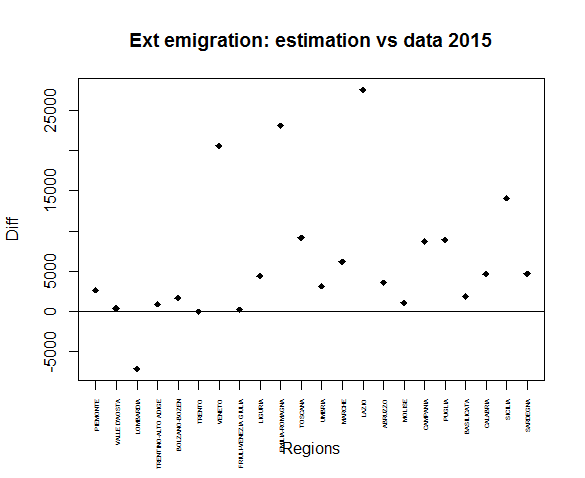 Ext emigration: estimation vs data 2015
Diff
25000
15000
5000
0
-5000
PIEMONTE
VALLE D'AOSTA
LOMBARDIA
TRENTINO-ALTO ADIGE
BOLZANO-BOZEN
TRENTO
VENETO
FRIULI-VENEZIA GIULIA
LIGURIA
EMILIA-ROMAGNA
TOSCANA
UMBRIA
MARCHE
LAZIO
ABRUZZO
MOLISE
CAMPANIA
PUGLIA
BASILICATA
CALABRIA
SICILIA
SARDEGNA
Regions